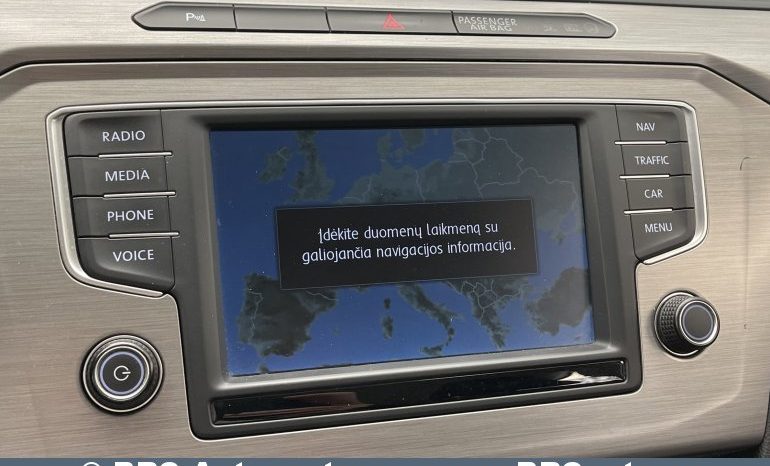 P
PASSENGER
AIR BAG
RADIO
MEDIA
PHONE
VOICE
Įdėkite duomenų laikmeną su
galiojančia navigacijos informacija.
NAV
TRAFFIC
CAR
MENU